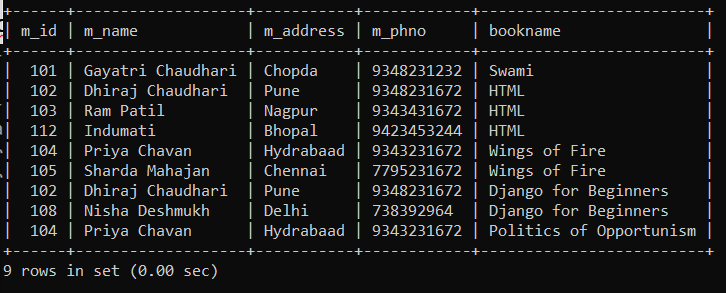 +------+-------------------+-----------+------------+-------------------------+
| m_id | m_name            | m_address | m_phno     | bookname                |
+------+-------------------+-----------+------------+-------------------------+
|  101 | Gayatri Chaudhari | Chopda    | 9348231232 | Swami                   |
|  102 | Dhiraj Chaudhari  | Pune      | 9348231672 | HTML                    |
|  103 | Ram Patil         | Nagpur    | 9343431672 | HTML                    |
|  112 | Indumati          | Bhopal    | 9423453244 | HTML                    |
|  104 | Priya Chavan      | Hydrabaad | 9343231672 | Wings of Fire           |
|  105 | Sharda Mahajan    | Chennai   | 7795231672 | Wings of Fire           |
|  102 | Dhiraj Chaudhari  | Pune      | 9348231672 | Django for Beginners    |
|  108 | Nisha Deshmukh    | Delhi     | 738392964  | Django for Beginners    |
|  104 | Priya Chavan      | Hydrabaad | 9343231672 | Politics of Opportunism |
+------+-------------------+-----------+------------+-------------------------+
9 rows in set (0.00 sec)